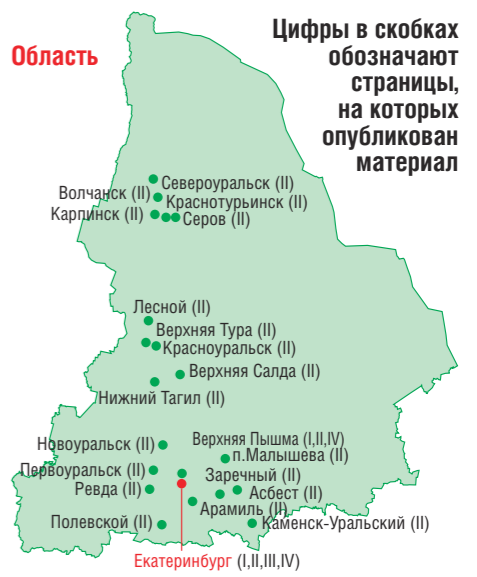 Область
Цифры в скобках
обозначают
страницы,
на которых
опубликован
материал
Североуральск (II)
Волчанск (II)
Краснотурьинск (II)
Карпинск (II)
Серов (II)
Лесной (II)
Верхняя Тура (II)
Красноуральск (II)
Верхняя Салда (II)
Нижний Тагил (II)
Новоуральск (II)
Верхняя Пышма (I,II,IV)
п.Малышева (II)
Первоуральск (II)
Заречный (II)
Ревда (II)
Асбест (II)
Арамиль (II)
Полевской (II)
Каменск-Уральский (II)
Екатеринбург (I,II,III,IV)